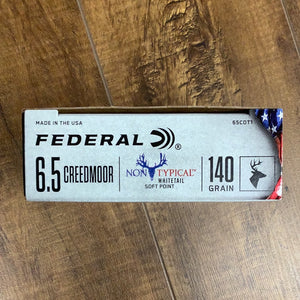 MADE IN THE USA
65CDT1
FEDERAL®
6.5 CREEDMOOR
NON TYPICAL
WHITETAIL
SOFT POINT
140
GRAIN